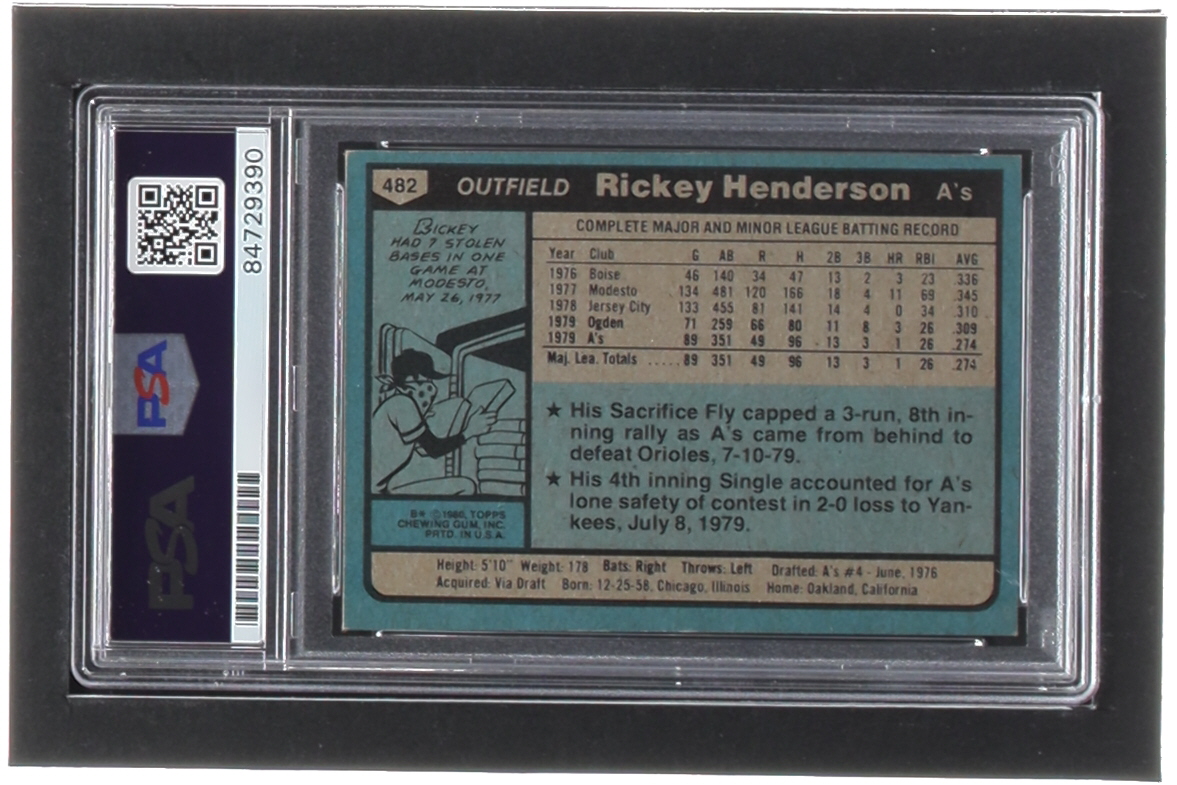 84729390
PSA
PSA
482 OUTFIELD Rickey Henderson A's
RICKEY
HAD 7 STOLEN
BASES IN ONE
GAME AT
MODESTO,
MAY 26, 1977
B* ©1980, TOPPS
CHEWING GUM, INC.
PRTD. IN U.S.A.
COMPLETE MAJOR AND MINOR LEAGUE BATTING RECORD
Year Club G AB R H 2B 3B HR RBI AVG
1976 Boise 46 140 34 47 13 2 3 23 .336
1977 Modesto 134 481 120 166 18 4 11 69 .345
1978 Jersey City 133 455 81 141 14 4 0 34 .310
1979 Ogden 71 259 66 80 11 8 3 26 .309
1979 A's 89 351 49 96 13 3 1 26 .274
Maj. Lea. Totals ..... 89 351 49 96 13 3 1 26 .274
★ His Sacrifice Fly capped a 3-run, 8th in-
ning rally as A's came from behind to
defeat Orioles, 7-10-79.
★ His 4th inning Single accounted for A's
lone safety of contest in 2-0 loss to Yan-
kees, July 8, 1979.
Height: 5'10" Weight: 178 Bats: Right Throws: Left Drafted: A's #4 - June, 1976
Acquired: Via Draft Born: 12-25-58, Chicago, Illinois Home: Oakland, California